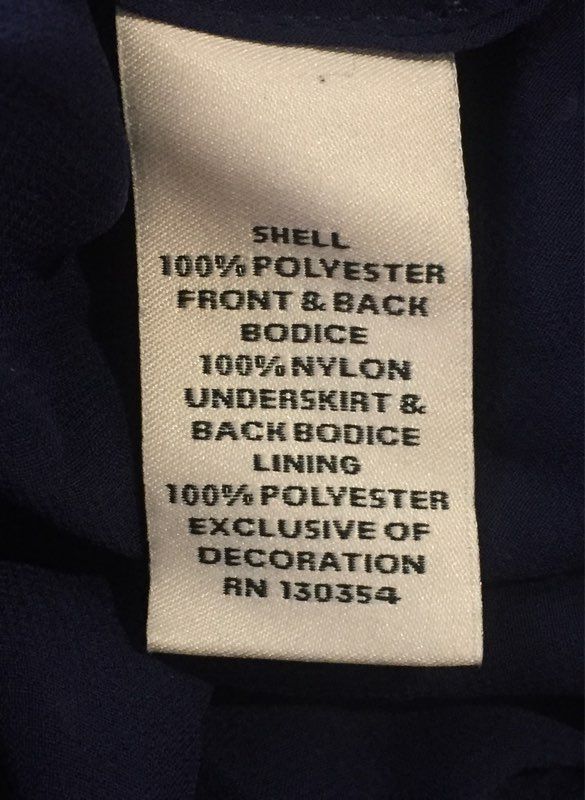 SHELL
100% POLYESTER
FRONT & BACK
BODICE
100% NYLON
UNDERSKIRT &
BACK BODICE
LINING
100% POLYESTER
EXCLUSIVE OF
DECORATION
RN 130354